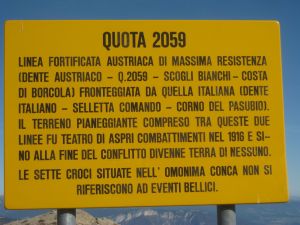 QUOTA 2059
LINEA FORTIFICATA AUSTRIACA DI MASSIMA RESISTENZA
(DENTE AUSTRIACO - Q.2059 - SCOGLI BIANCHI - COSTA
DI BORCOLA) FRONTEGGIATA DA QUELLA ITALIANA (DENTE
ITALIANO - SELLETTA COMANDO - CORNO DEL PASUBIO).
IL TERRENO PIANEGGIANTE COMPRESO TRA QUESTE DUE
LINEE FU TEATRO DI ASPRI COMBATTIMENTI NEL 1916 E SI-
NO ALLA FINE DEL CONFLITTO DIVENNE TERRA DI NESSUNO.
LE SETTE CROCI SITUATE NELL' OMONIMA CONCA NON SI
RIFERISCONO AD EVENTI BELLICI.